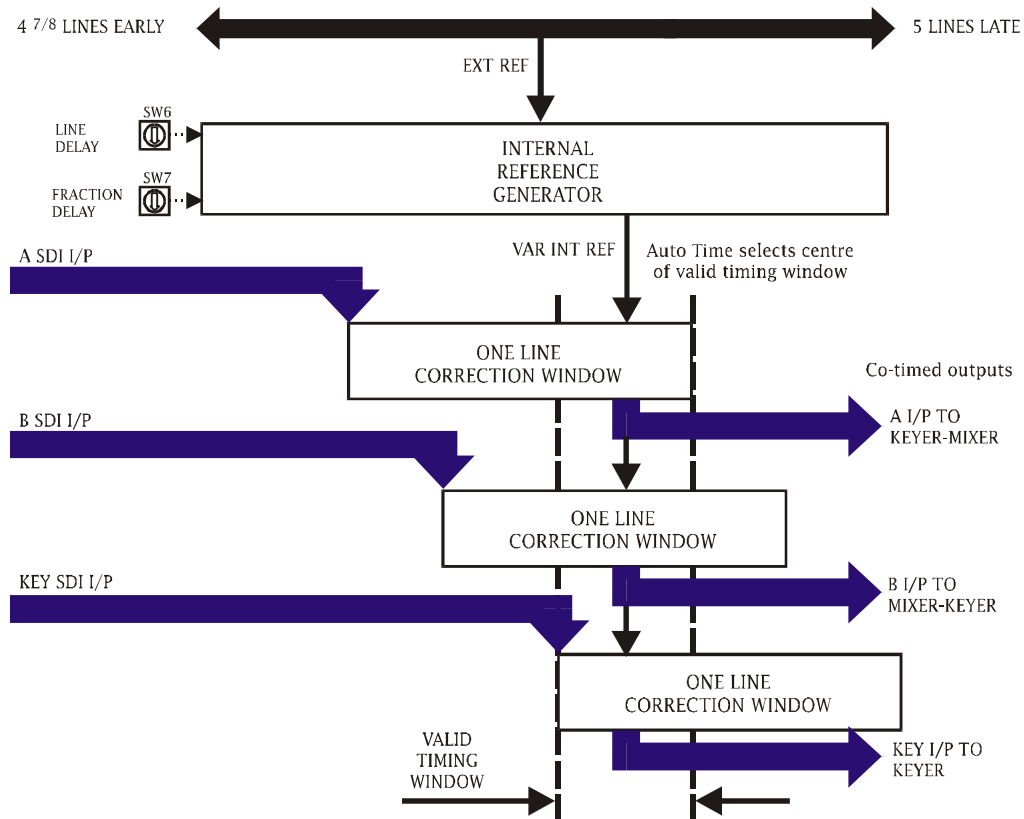 4 7/8 LINES EARLY
5 LINES LATE
EXT REF
SW6
LINE
DELAY
INTERNAL
REFERENCE
GENERATOR
SW7
FRACTION
DELAY
VAR INT REF
Auto Time selects centre
of valid timing window
A SDI I/P
ONE LINE
CORRECTION WINDOW
Co-timed outputs
A I/P TO
KEYER-MIXER
B SDI I/P
ONE LINE
CORRECTION WINDOW
KEY SDI I/P
B I/P TO
MIXER-KEYER
ONE LINE
CORRECTION WINDOW
VALID
TIMING
WINDOW
KEY I/P TO
KEYER